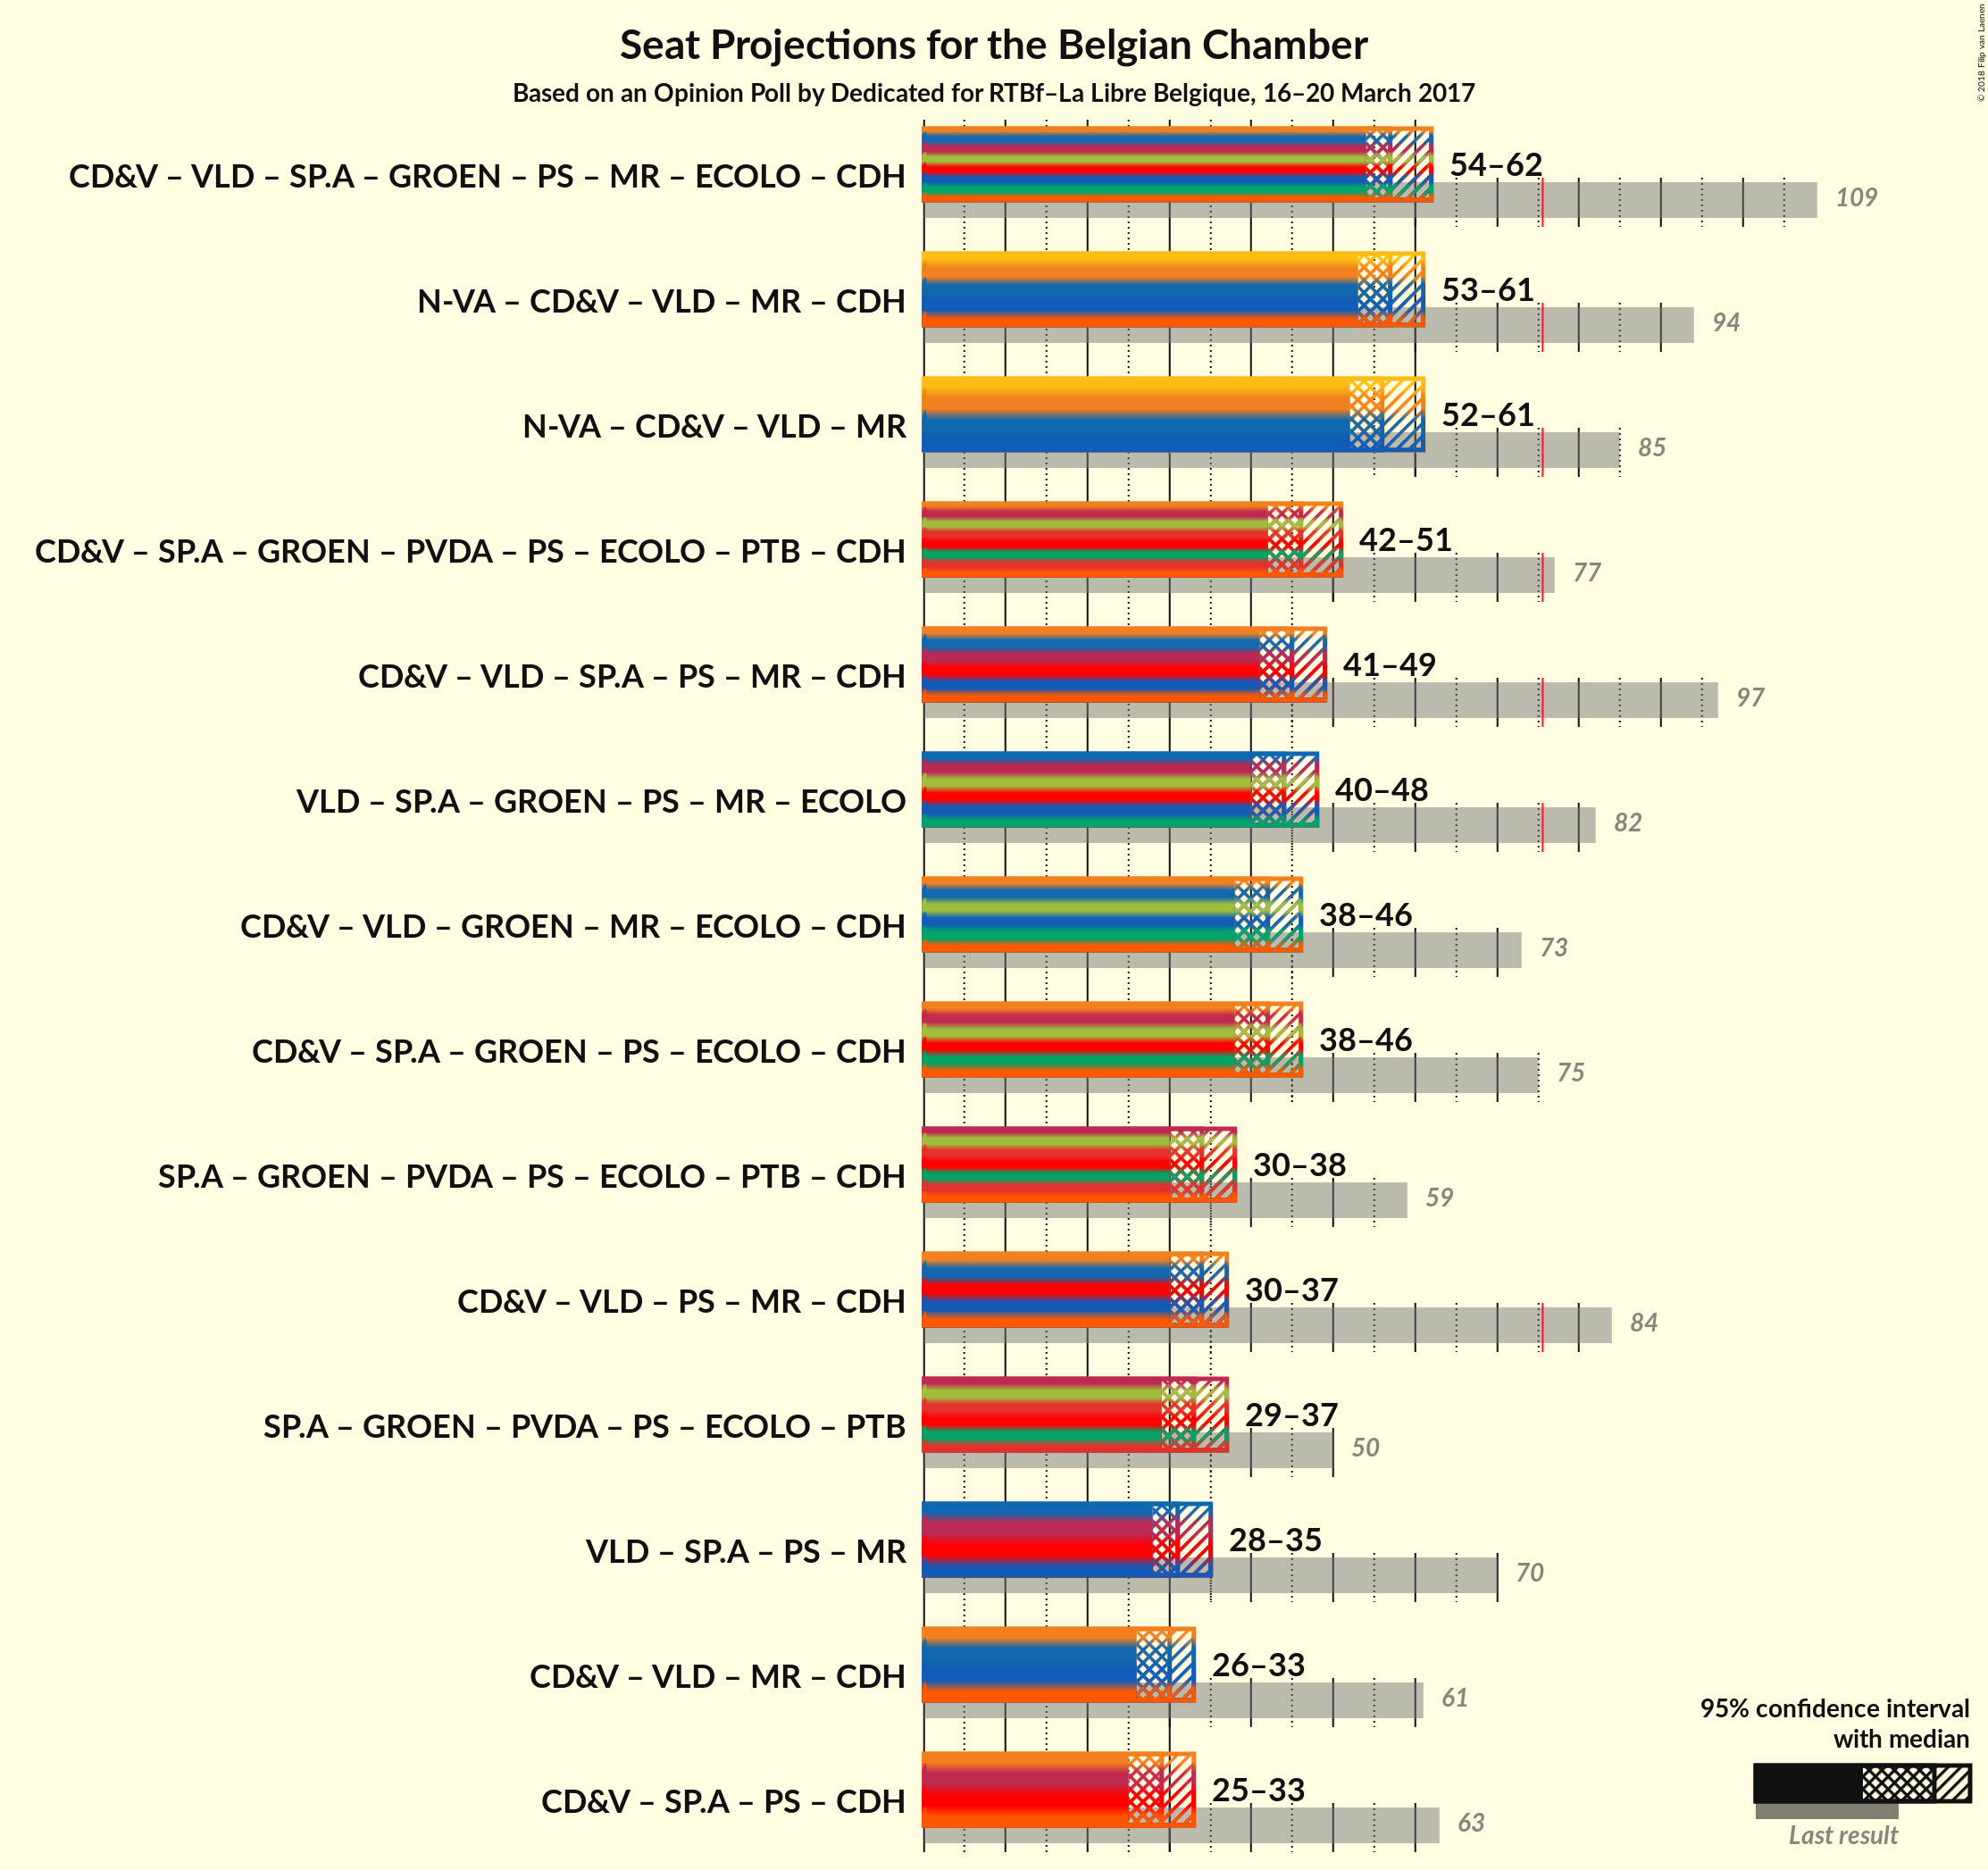 Seat Projections for the Belgian Chamber
Based on an Opinion Poll by Dedicated for RTBf–La Libre Belgique, 16–20 March 2017
© 2018 Filip van Laenen
CD&V – VLD – SP.A – GROEN – PS – MR – ECOLO – CDH 54–62 109
N-VA – CD&V – VLD – MR – CDH 53–61 94
N-VA – CD&V – VLD – MR 52–61 85
CD&V – SP.A – GROEN – PVDA – PS – ECOLO – PTB – CDH 42–51 77
CD&V – VLD – SP.A – PS – MR – CDH 41–49 97
VLD – SP.A – GROEN – PS – MR – ECOLO 40–48 82
CD&V – VLD – GROEN – MR – ECOLO – CDH 38–46 73
CD&V – SP.A – GROEN – PS – ECOLO – CDH 38–46 75
SP.A – GROEN – PVDA – PS – ECOLO – PTB – CDH 30–38 59
CD&V – VLD – PS – MR – CDH 30–37 84
SP.A – GROEN – PVDA – PS – ECOLO – PTB 29–37 50
VLD – SP.A – PS – MR 28–35 70
CD&V – VLD – MR – CDH 26–33 61
CD&V – SP.A – PS – CDH 25–33 63
95% confidence interval
with median
Last result